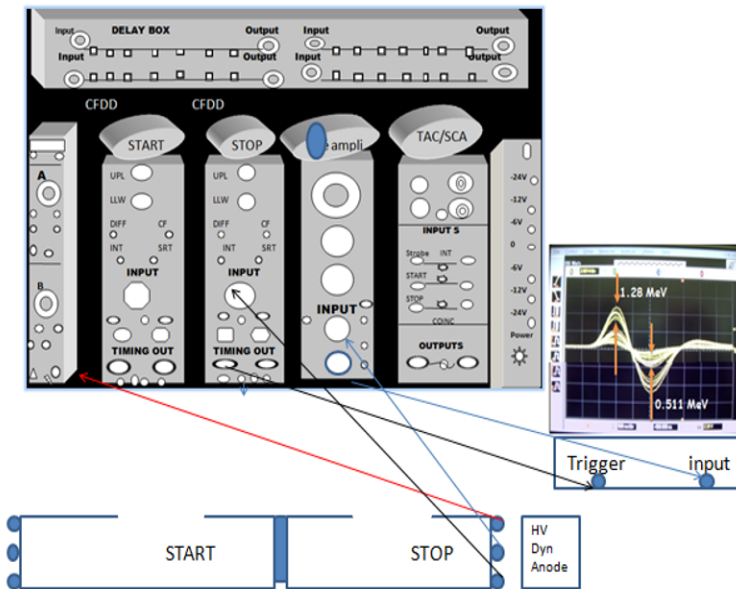 Input DELAY BOX Output Input Output
Input Output Input Output
CFDD CFDD
START STOP ampli TAC/SCA
A
UPL UPL
LLW LLW
DIFF CF DIFF CF
INT SRT INT SRT
INPUT S
Strobe INT
START
STOP
COINC
INPUT INPUT INPUT
B
TIMING OUT TIMING OUT OUTPUTS
-24V
-12V
-6V
0
-6V
-12V
-24V
Power
1.28 MeV
0.511 MeV
Trigger input
START STOP
HV
Dyn
Anode